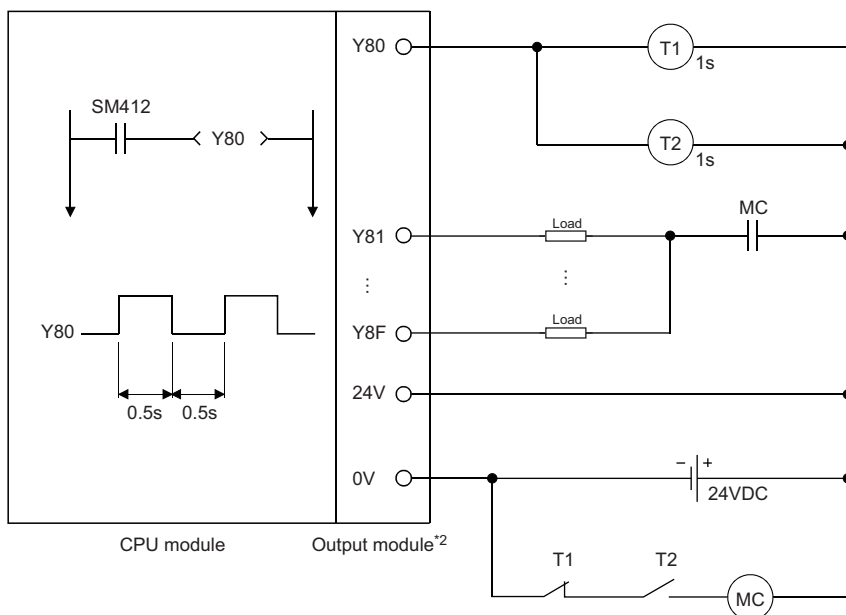 Y80
T1
1s
SM412
Y80
T2
1s
MC
Y81
Load
⋮
⋮
Y80
Y8F
Load
24V
0.5s
0.5s
0V
− +
24VDC
CPU module
Output module*2
T1
T2
MC